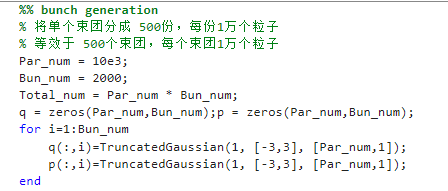 %% bunch generation
% 将单个束团分成 500份，每份1万个粒子
% 等效于 500个束团，每个束团1万个粒子
Par_num = 10e3;
Bun_num = 2000;
Total_num = Par_num * Bun_num;
q = zeros(Par_num,Bun_num);p = zeros(Par_num,Bun_num);
for i=1:Bun_num
q(:,i)=TruncatedGaussian(1, [-3,3], [Par_num,1]);
p(:,i)=TruncatedGaussian(1, [-3,3], [Par_num,1]);
end